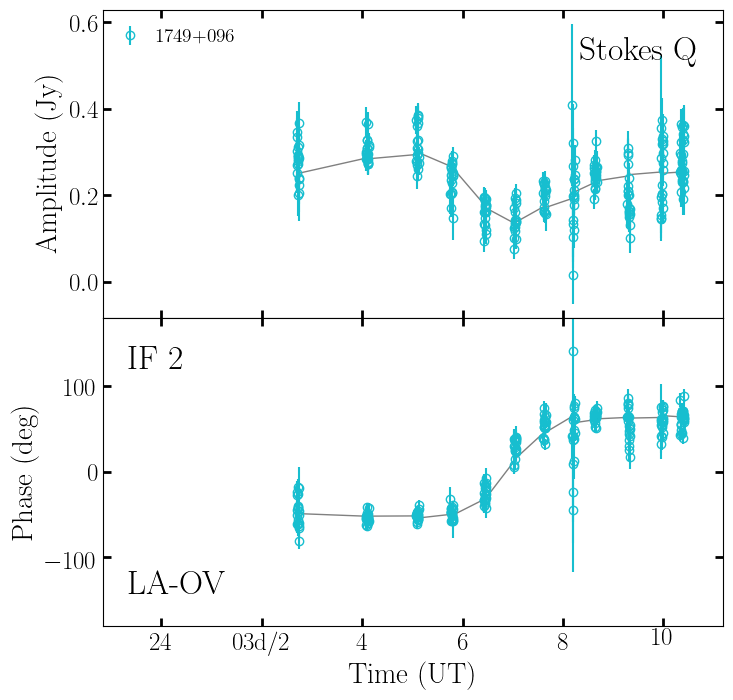 0.6
1749+096
Stokes Q
0.4
0.2
0.0
Amplitude (Jy)
IF 2
100
0
−100
Phase (deg)
LA-OV
24 03d/2 4 6 8 10
Time (UT)